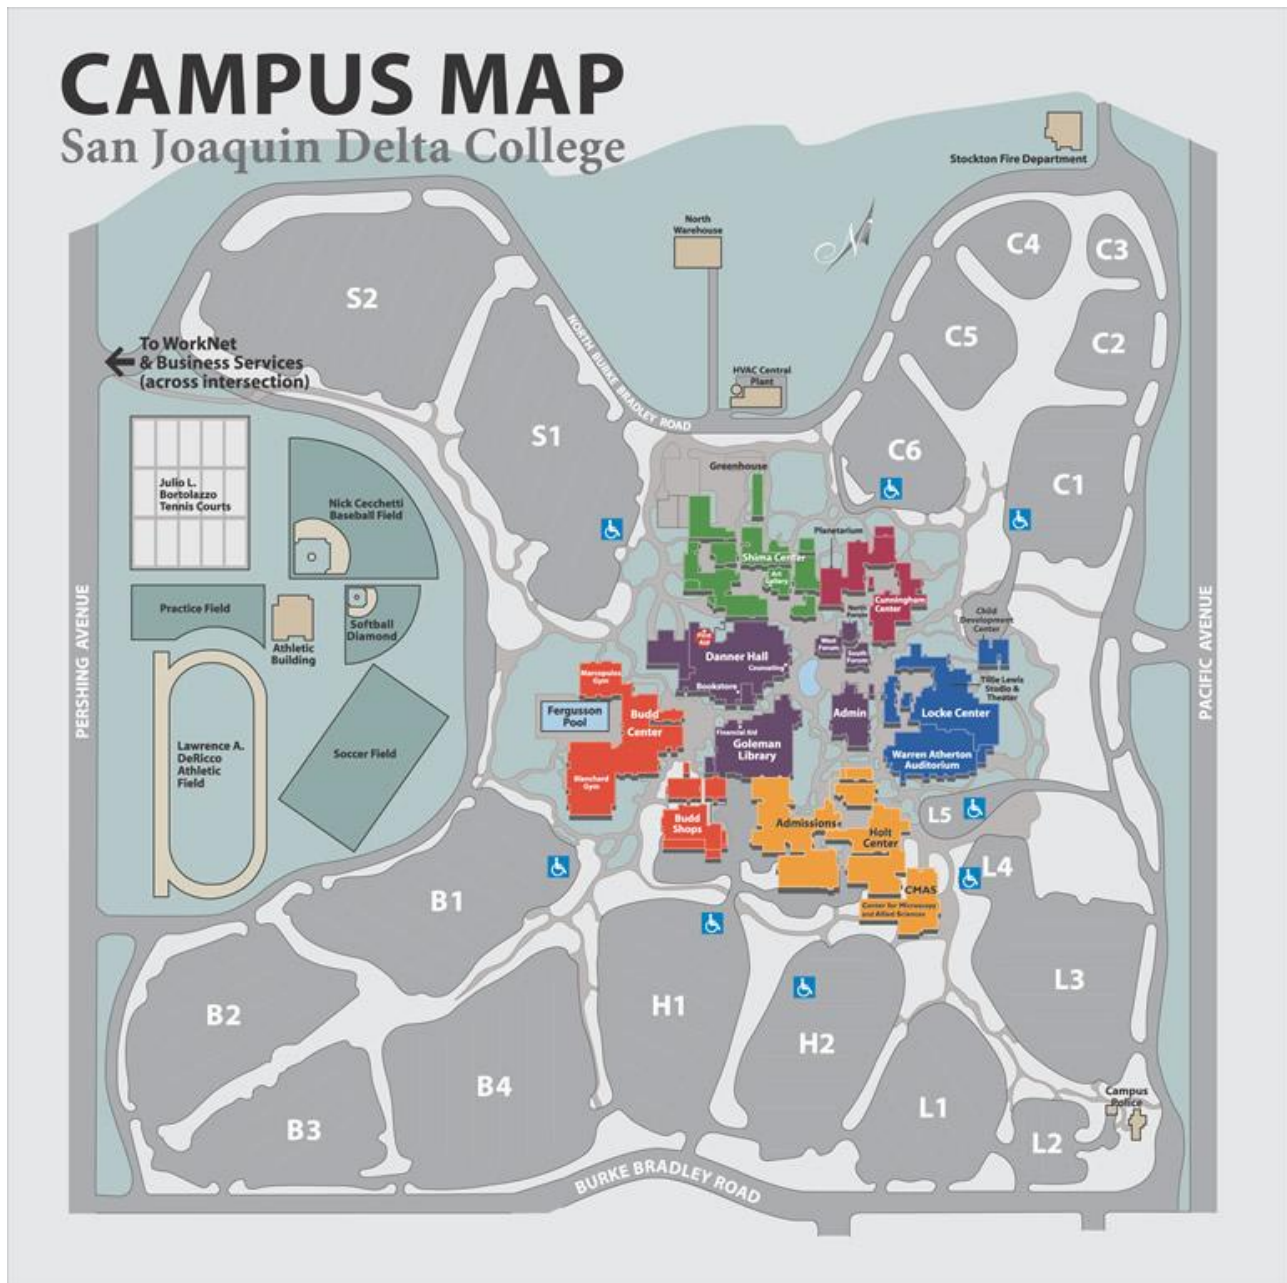 CAMPUS MAP
San Joaquin Delta College
Stockton Fire Department
North
Warehouse
C4
C3
S2
C5
C2
To WorkNet
& Business Services
(across intersection)
NORTH BURKE BRADLEY ROAD
HVAC Central
Plant
S1
C6
C1
Greenhouse
Julio L.
Bortolazzo
Tennis Courts
Nick Cecchetti
Baseball Field
Planetarium
Shima Center
Art
Gallery
Cunningham
Center
North
Forum
Practice Field
Softball
Diamond
Athletic
Building
Child
Development
Center
PERSHING AVENUE
PACIFIC AVENUE
First
Aid
Danner Hall
Counseling
Bookstore
West
Forum
South
Forum
Marcopulos
Gym
Fergusson
Pool
Budd
Center
Blanchard
Gym
Financial Aid
Goleman
Library
Admin
Tillie Lewis
Studio &
Theater
Locke Center
Warren Atherton
Auditorium
Lawrence A.
DeRicco
Athletic
Field
Soccer Field
Budd
Shops
Admissions
Holt
Center
L5
L4
CMAS
Center for Microscopy
and Allied Sciences
B1
B2
H1
H2
L3
B4
B3
L1
L2
Campus
Police
BURKE BRADLEY ROAD